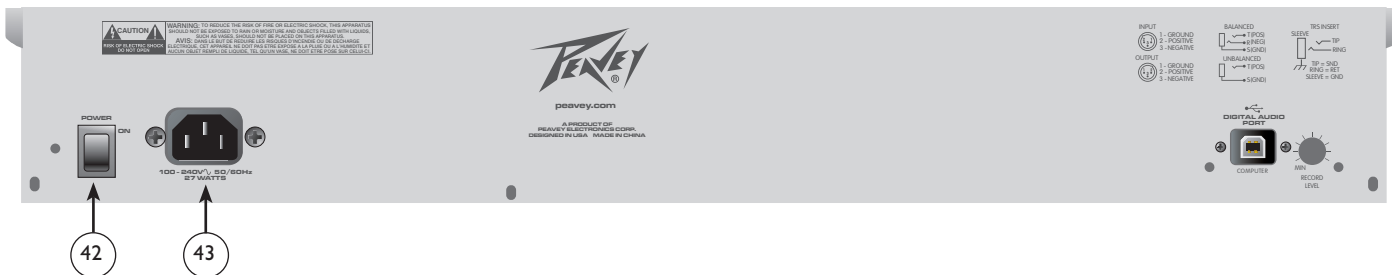 CAUTION
RISK OF ELECTRIC SHOCK
DO NOT OPEN
WARNING: TO REDUCE THE RISK OF FIRE OR ELECTRIC SHOCK, THIS APPARATUS
SHOULD NOT BE EXPOSED TO RAIN OR MOISTURE AND OBJECTS FILLED WITH LIQUIDS,
SUCH AS VASES, SHOULD NOT BE PLACED ON THIS APPARATUS.
AVIS: DANS LE BUT DE REDUIRE LES RISQUES D'INCENDIE OU DE DECHARGE
ELECTRIQUE, CET APPAREIL NE DOIT PAS ETRE EXPOSE A LA PLUIE OU A L'HUMIDITE ET
AUCUN OBJET REMPLI DE LIQUIDE, TEL QU'UN VASE, NE DOIT ETRE POSE SUR CELUI-CI.
POWER
ON
100 - 240V 50/60Hz
27 WATTS
PEAVEY
®
peavey.com
A PRODUCT OF
PEAVEY ELECTRONICS CORP.
DESIGNED IN USA MADE IN CHINA
INPUT
1 - GROUND
2 - POSITIVE
3 - NEGATIVE
OUTPUT
1 - GROUND
2 - POSITIVE
3 - NEGATIVE
BALANCED
T(POS)
R(NEG)
S(GND)
UNBALANCED
T(POS)
S(GND)
TRS INSERT
SLEEVE
TIP
RING
TIP = SND
RING = RET
SLEEVE = GND
DIGITAL AUDIO
PORT
COMPUTER
MIN
RECORD
LEVEL
42
43